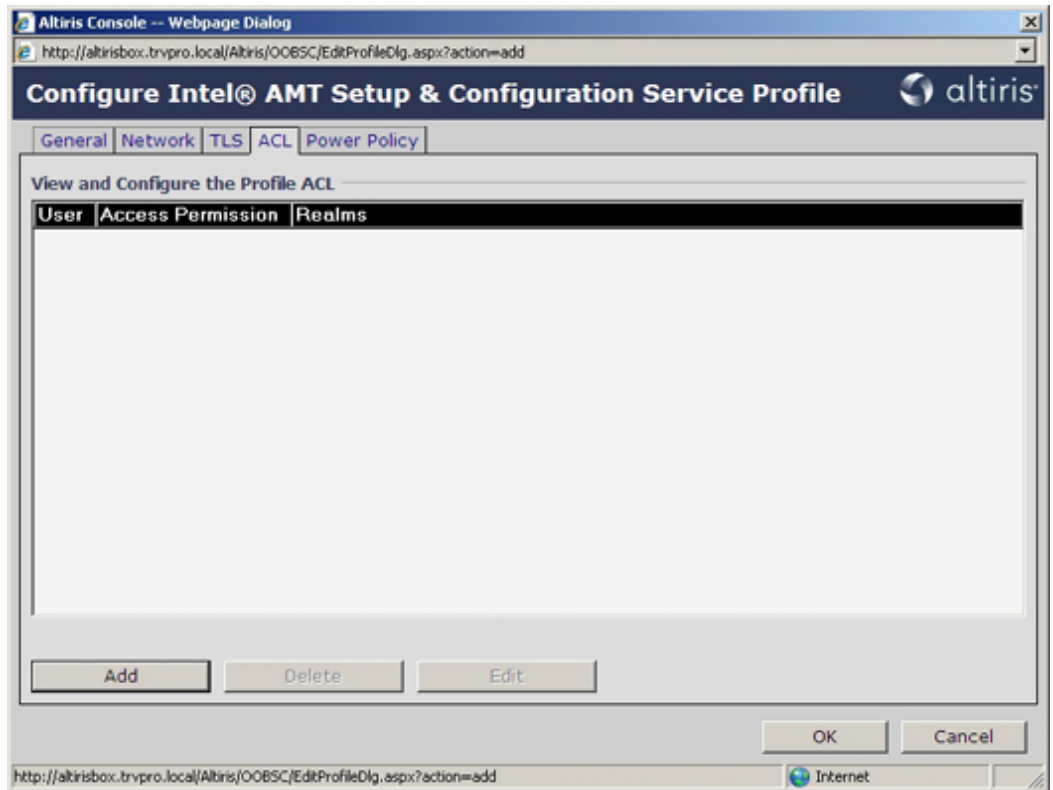 Altiris Console -- Webpage Dialog
http://altirisbox.trvpro.local/Altiris/OOBSC/EditProfileDlg.aspx?action=add
Configure Intel® AMT Setup & Configuration Service Profile altiris
General Network TLS ACL Power Policy
View and Configure the Profile ACL
User Access Permission Realms
Add Delete Edit
OK Cancel
http://altirisbox.trvpro.local/Altiris/OOBSC/EditProfileDlg.aspx?action=add Internet